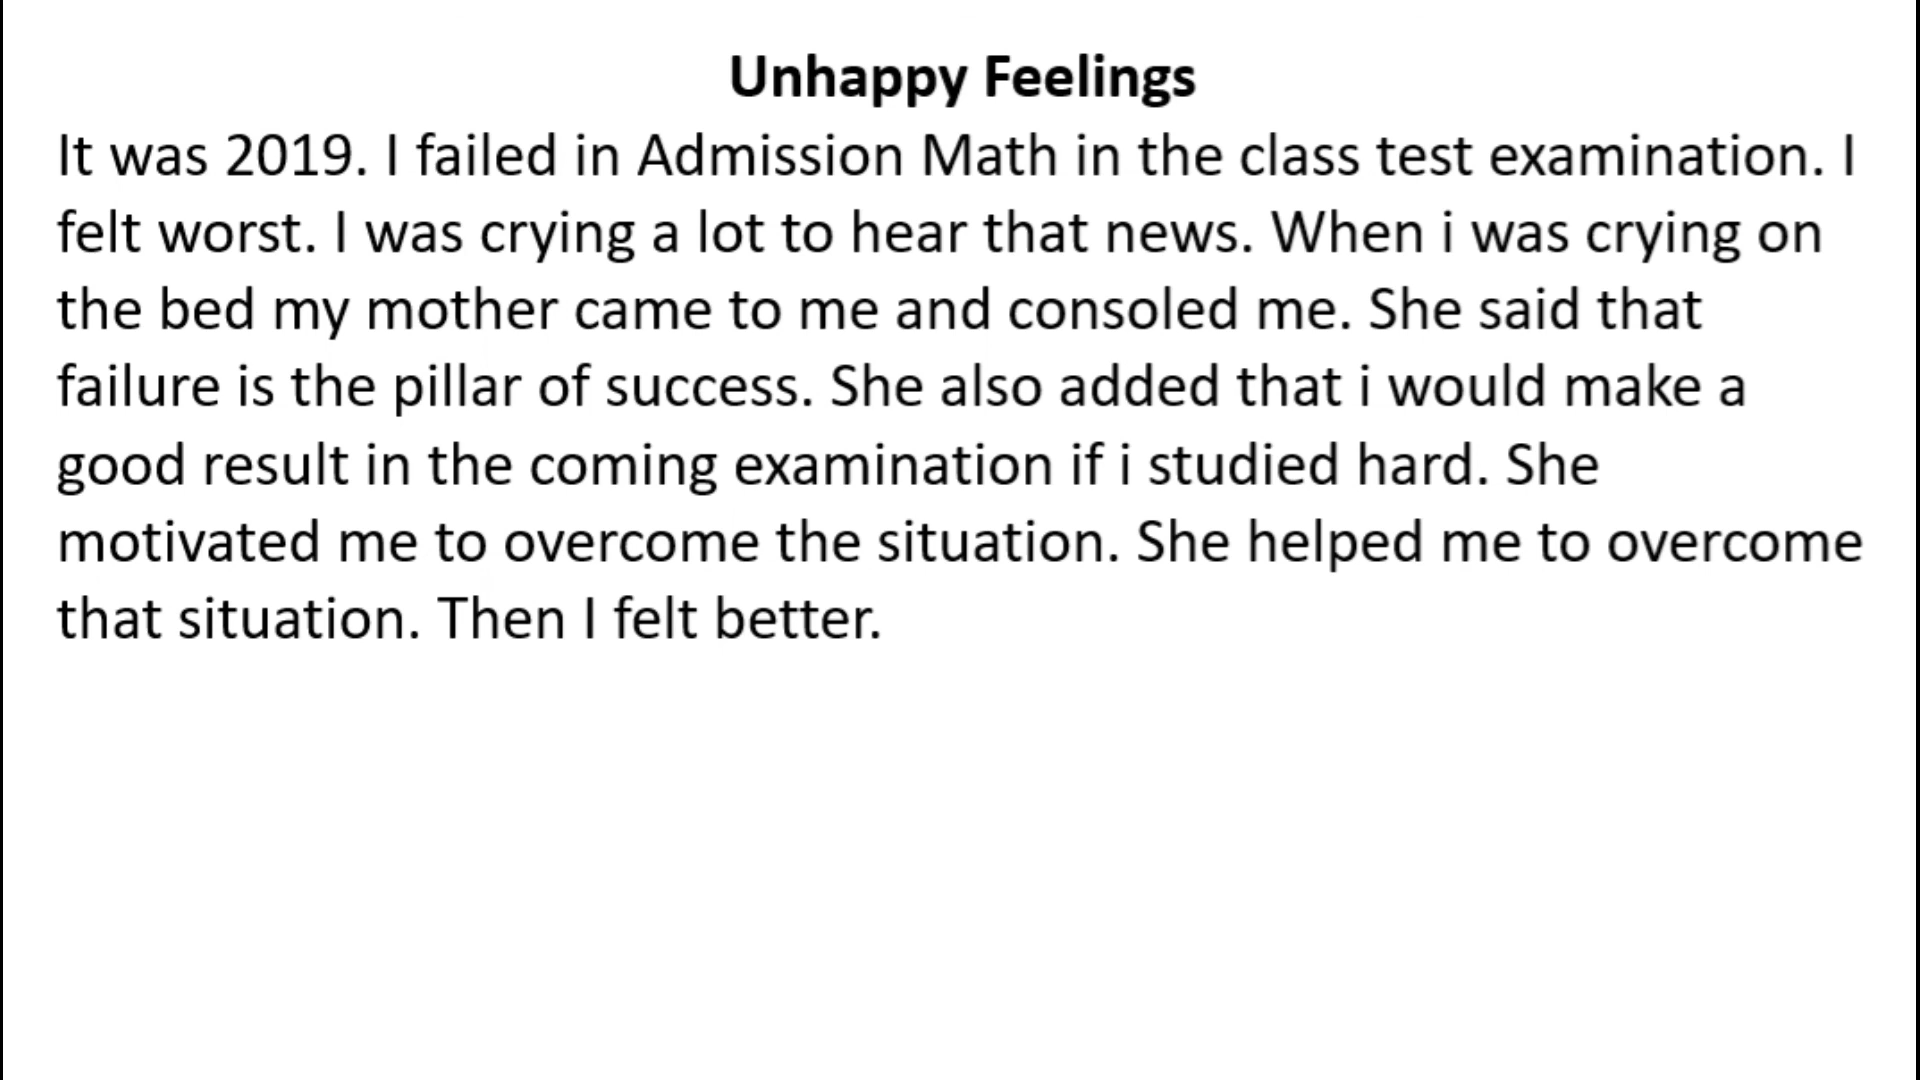 Unhappy Feelings
It was 2019. I failed in Admission Math in the class test examination. I
felt worst. I was crying a lot to hear that news. When i was crying on
the bed my mother came to me and consoled me. She said that
failure is the pillar of success. She also added that i would make a
good result in the coming examination if i studied hard. She
motivated me to overcome the situation. She helped me to overcome
that situation. Then I felt better.